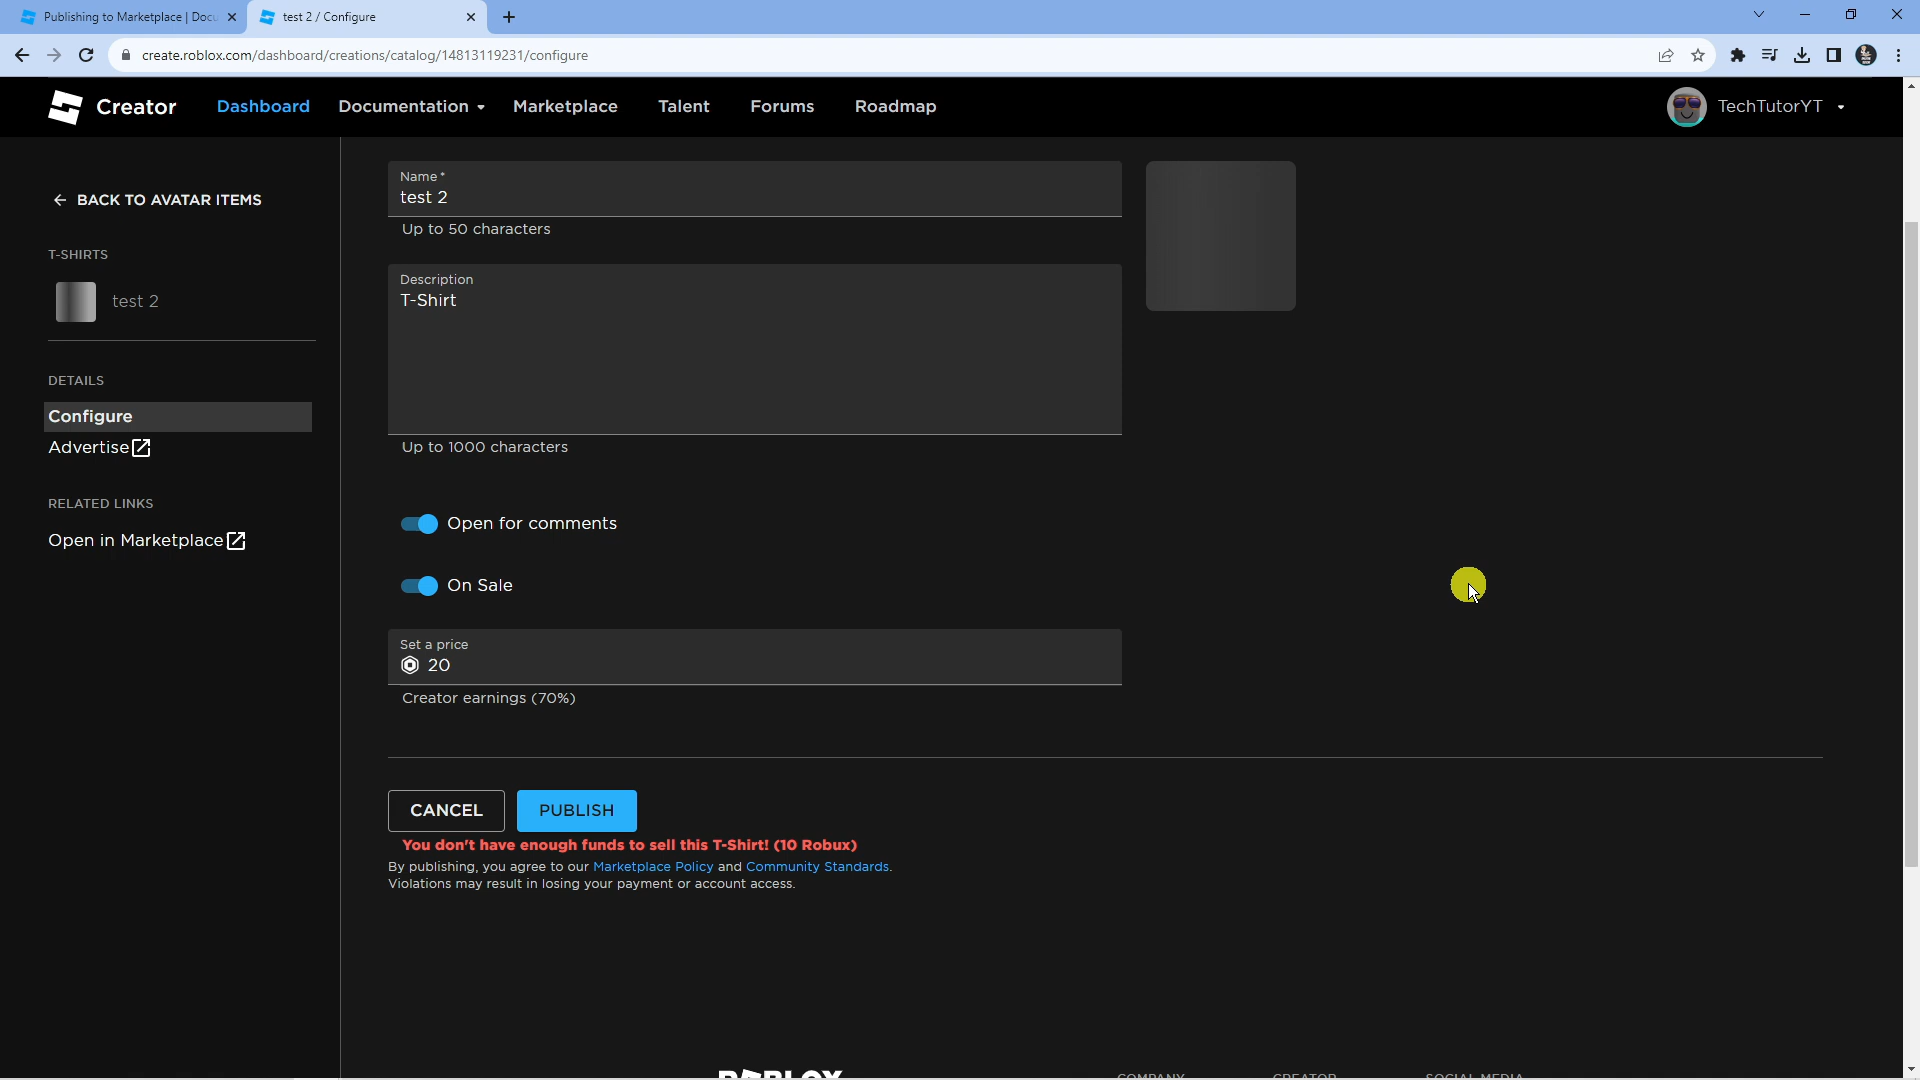 Publishing to Marketplace | Docu
test 2 / Configure
create.roblox.com/dashboard/creations/catalog/14813119231/configure
Creator
Dashboard
Documentation
Marketplace
Talent
Forums
Roadmap
TechTutorYT
BACK TO AVATAR ITEMS
T-SHIRTS
test 2
DETAILS
Configure
Advertise
RELATED LINKS
Open in Marketplace
Name*
test 2
Up to 50 characters
Description
T-Shirt
Up to 1000 characters
Open for comments
On Sale
Set a price
20
Creator earnings (70%)
CANCEL
PUBLISH
You don't have enough funds to sell this T-Shirt! (10 Robux)
By publishing, you agree to our Marketplace Policy and Community Standards.
Violations may result in losing your payment or account access.
ROBLOX
COMPANY
CREATOR
SOCIAL MEDIA